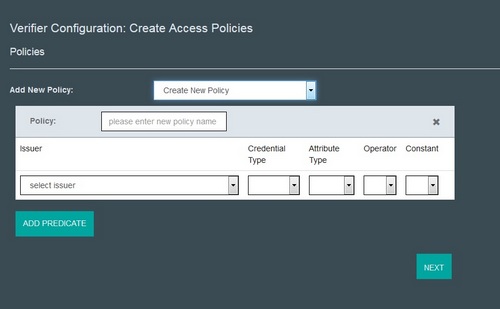 Verifier Configuration: Create Access Policies
Policies
Add New Policy: Create New Policy
Policy: please enter new policy name ✖
Issuer Credential Type Attribute Type Operator Constant
select issuer
ADD PREDICATE
NEXT